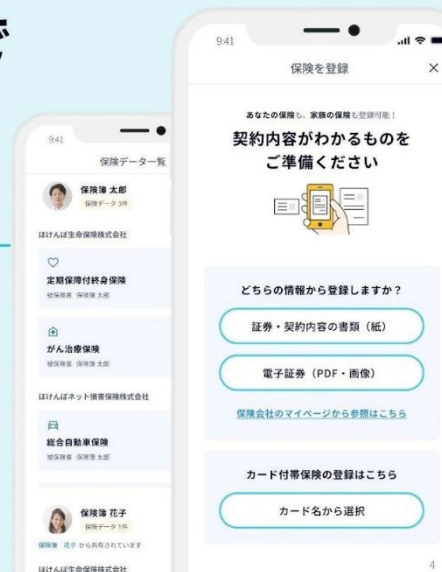 9:41
保険データ一覧
保険簿 太郎
保険データ 3件
ほけんぼ生命保険株式会社
定期保障付終身保険
被保険者 保険簿 太郎
がん治療保険
被保険者 保険簿 太郎
ほけんぼネット損害保険株式会社
総合自動車保険
被保険者 保険簿 太郎
保険簿 花子
保険データ 1件
保険簿 花子 から共有されています
ほけんぼ生命保険株式会社
9:41
保険を登録
×
あなたの保険も、家族の保険も登録可能！
契約内容がわかるものを
ご準備ください
どちらの情報から登録しますか？
証券・契約内容の書類（紙）
電子証券（PDF・画像）
保険会社のマイページから参照はこちら
カード付帯保険の登録はこちら
カード名から選択
4